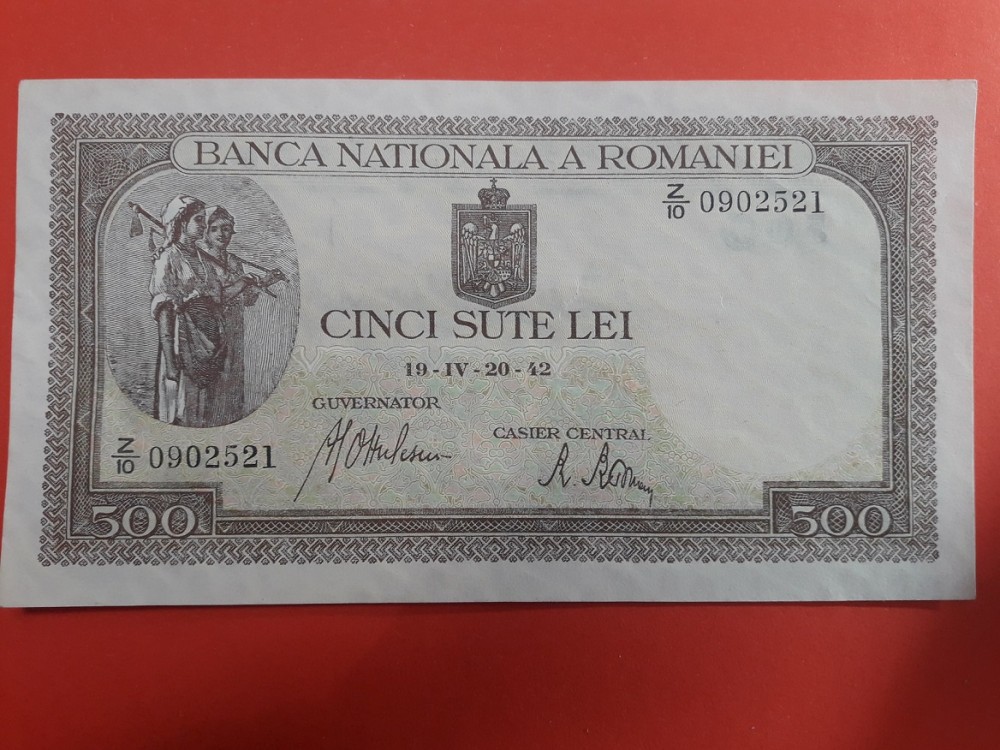 BANCA NATIONALA A ROMANIEI
Z/10 0902521
CINCI SUTE LEI
19-IV-20-42
GUVERNATOR
CASIER CENTRAL
Z/10 0902521
500
500